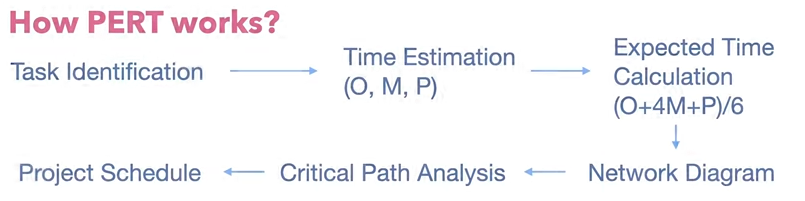 How PERT works?
Task Identification
Time Estimation
(O, M, P)
Expected Time
Calculation
(O+4M+P)/6
Network Diagram
Critical Path Analysis
Project Schedule